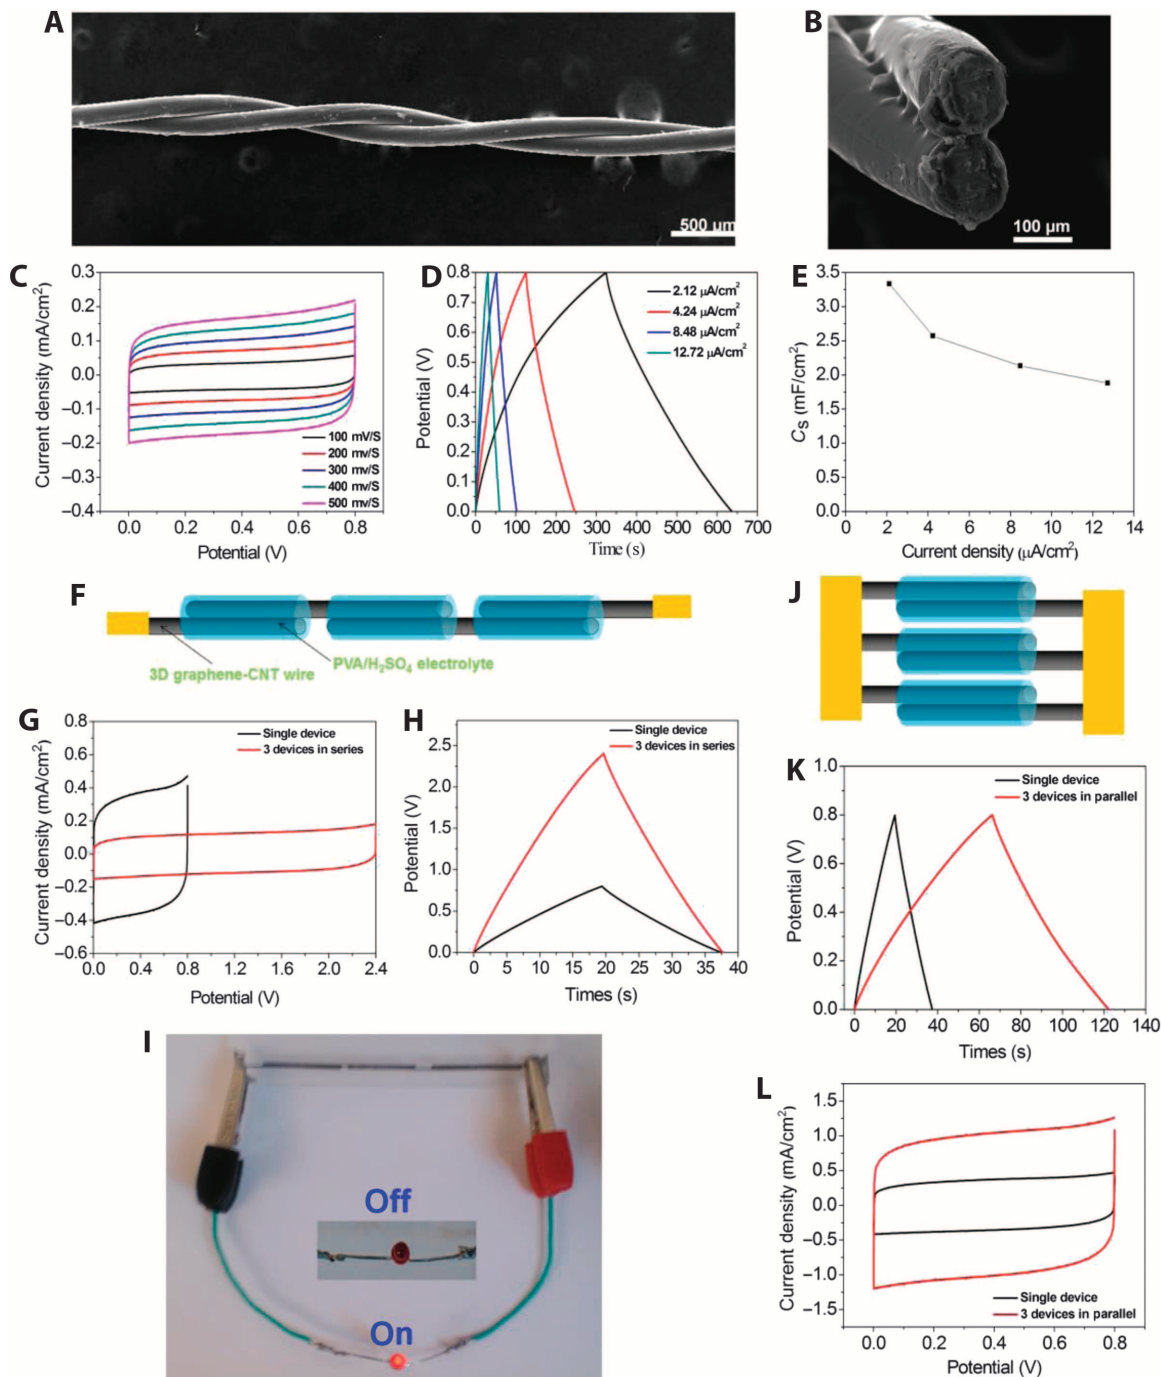 A
500 µm
B
100 µm
C
Current density (mA/cm²)
0.3
0.2
0.1
0.0
–0.1
–0.2
–0.3
–0.4
100 mV/S
200 mv/S
300 mv/S
400 mv/S
500 mv/S
0.0 0.2 0.4 0.6 0.8
Potential (V)
D
Potential (V)
0.8
0.7
0.6
0.5
0.4
0.3
0.2
0.1
0.0
2.12 µA/cm²
4.24 µA/cm²
8.48 µA/cm²
12.72 µA/cm²
0 100 200 300 400 500 600 700
Time (s)
E
Cs (mF/cm²)
3.5
3.0
2.5
2.0
1.5
1.0
0.5
0.0
0 2 4 6 8 10 12 14
Current density (µA/cm²)
F
3D graphene-CNT wire
PVA/H₂SO₄ electrolyte
J
G
Current density (mA/cm²)
0.8
0.6
0.4
0.2
0.0
–0.2
–0.4
–0.6
Single device
3 devices in series
0.0 0.4 0.8 1.2 1.6 2.0 2.4
Potential (V)
H
Potential (V)
2.5
2.0
1.5
1.0
0.5
0.0
Single device
3 devices in series
0 5 10 15 20 25 30 35 40
Times (s)
K
Potential (V)
1.0
0.8
0.6
0.4
0.2
0.0
Single device
3 devices in parallel
0 20 40 60 80 100 120 140
Times (s)
I
Off
On
L
Current density (mA/cm²)
1.5
1.0
0.5
0.0
–0.5
–1.0
–1.5
Single device
3 devices in parallel
0.0 0.2 0.4 0.6 0.8
Potential (V)